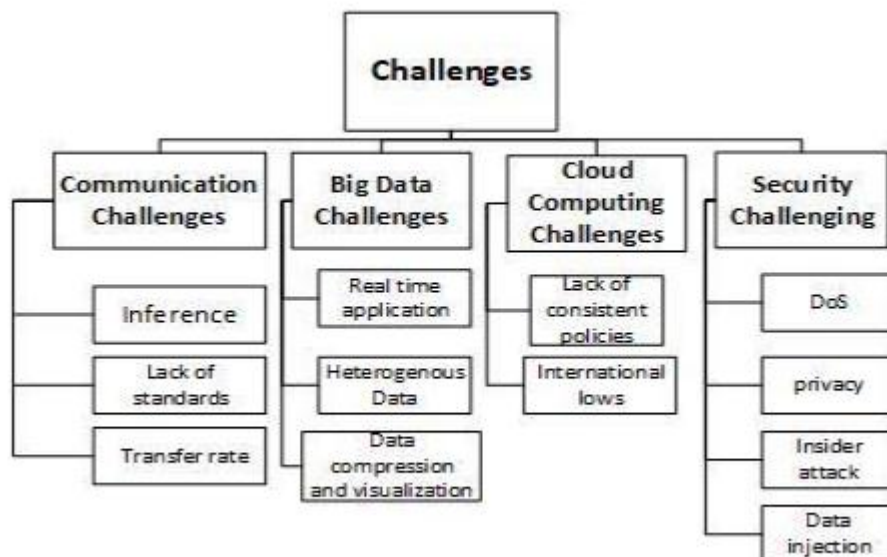 Challenges
Communication
Challenges
Inference
Lack of
standards
Transfer rate
Big Data
Challenges
Real time
application
Heterogenous
Data
Data
compression
and visualization
Cloud
Computing
Challenges
Lack of
consistent
policies
International
lows
Security
Challenging
DoS
privacy
Insider
attack
Data
injection